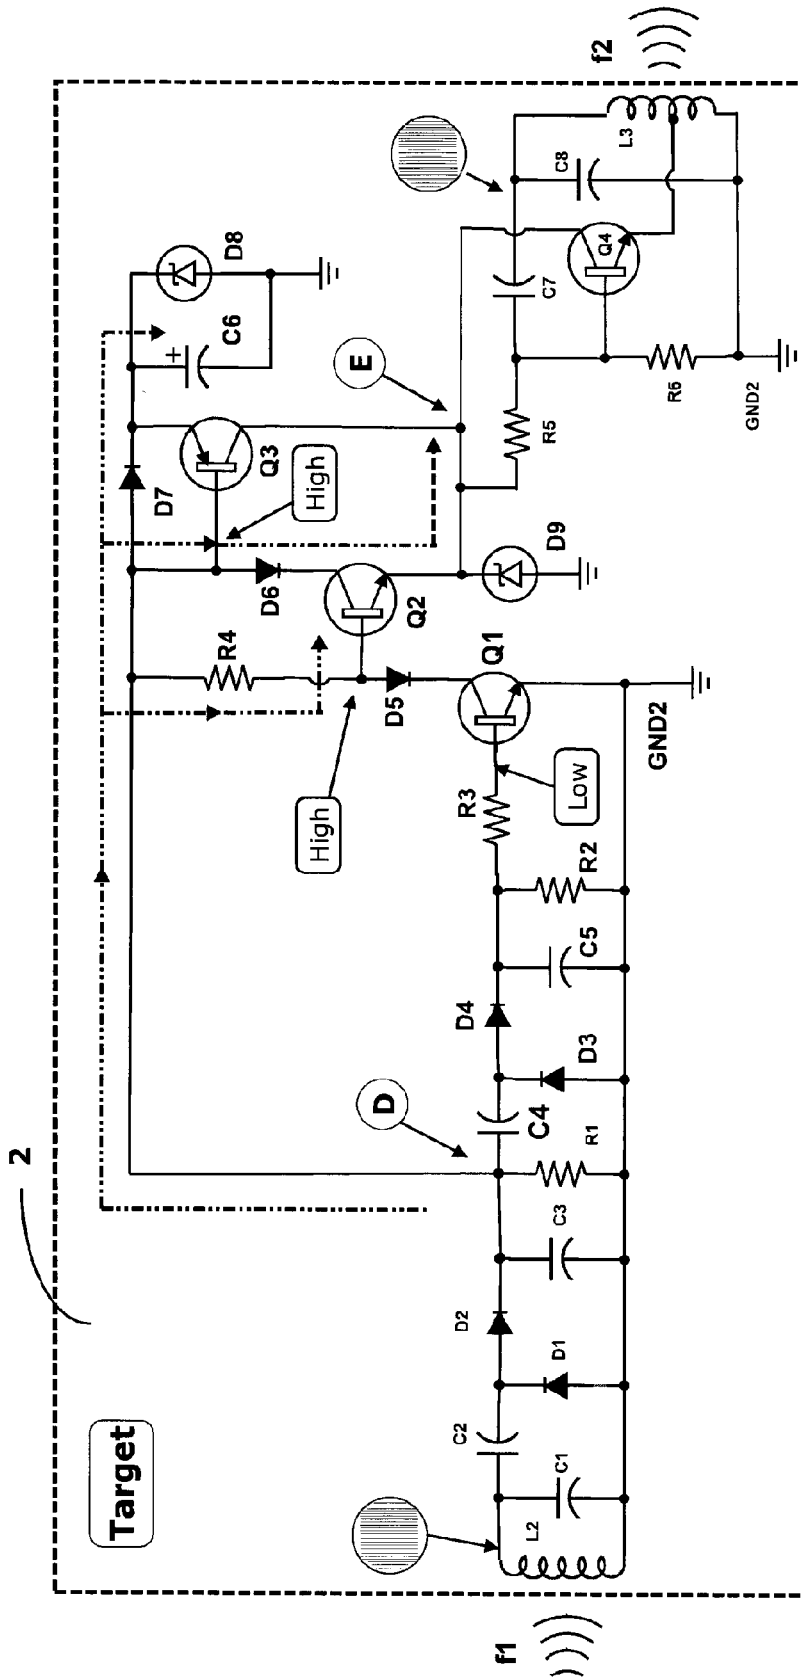 2
Target
f1
L2
C1
C2
D1
D2
C3
R1
D
C4
D3
D4
C5
R2
R3
Low
Q1
GND2
D5
High
R4
Q2
D6
D7
High
Q3
D9
E
C6
+
D8
R5
C7
R6
GND2
Q4
C8
L3
f2